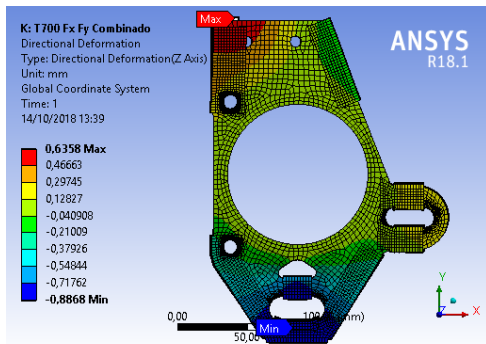 K: T700 Fx Fy Combinado
Directional Deformation
Type: Directional Deformation(Z Axis)
Unit: mm
Global Coordinate System
Time: 1
14/10/2018 13:39
0,6358 Max
0,46663
0,29745
0,12827
-0,040908
-0,21009
-0,37926
-0,54844
-0,71762
-0,8868 Min
Max
ANSYS
R18.1
0,00
100
(mm)
50,00
Min
Y
Z
X